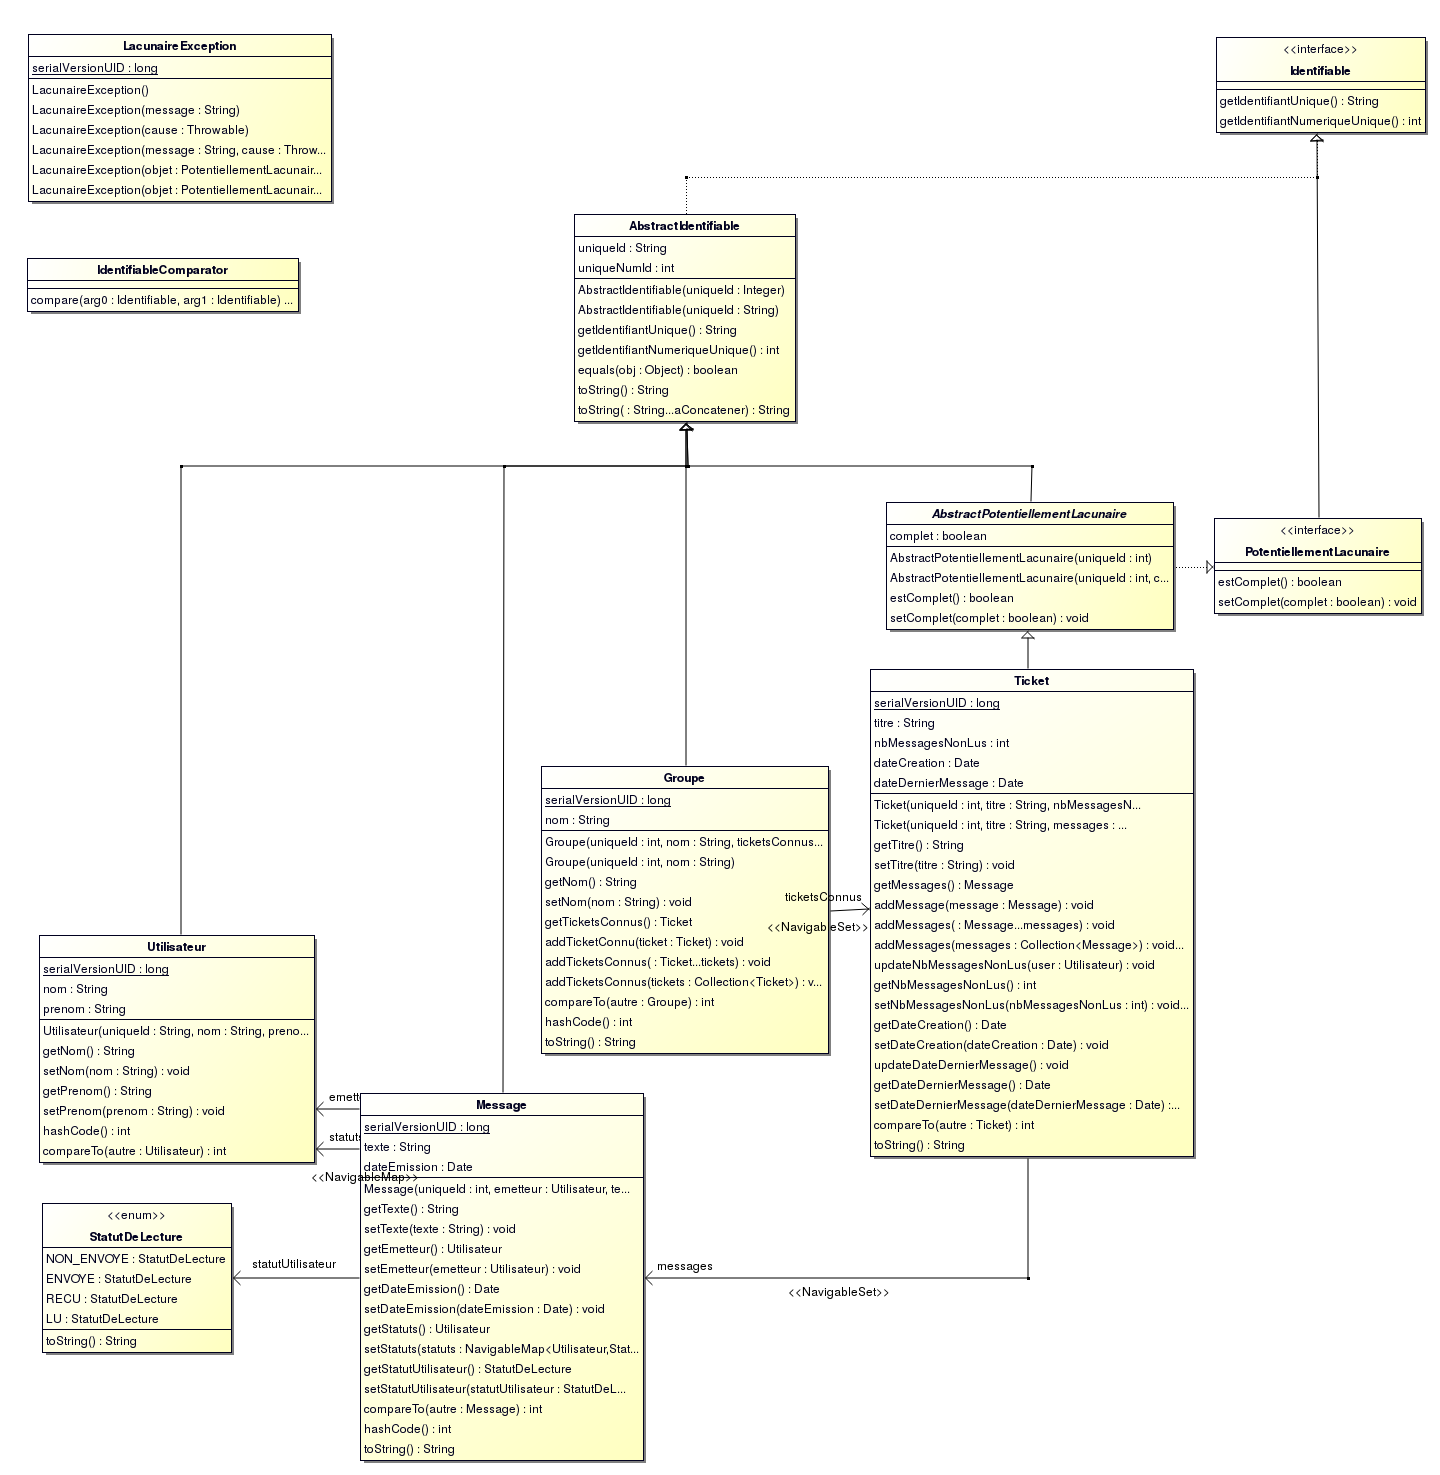 LacunaireException
serialVersionUID : long
LacunaireException()
LacunaireException(message : String)
LacunaireException(cause : Throwable)
LacunaireException(message : String, cause : Throw...
LacunaireException(objet : PotentiellementLacunair...
LacunaireException(objet : PotentiellementLacunair...
<<interface>>
Identifiable
getIdentifiantUnique() : String
getIdentifiantNumeriqueUnique() : int
IdentifiableComparator
compare(arg0 : Identifiable, arg1 : Identifiable) ...
AbstractIdentifiable
uniqueId : String
uniqueNumId : int
AbstractIdentifiable(uniqueId : Integer)
AbstractIdentifiable(uniqueId : String)
getIdentifiantUnique() : String
getIdentifiantNumeriqueUnique() : int
equals(obj : Object) : boolean
toString() : String
toString( : String...aConcatener) : String
AbstractPotentiellementLacunaire
complet : boolean
AbstractPotentiellementLacunaire(uniqueId : int)
AbstractPotentiellementLacunaire(uniqueId : int, c...
estComplet() : boolean
setComplet(complet : boolean) : void
<<interface>>
PotentiellementLacunaire
estComplet() : boolean
setComplet(complet : boolean) : void
Ticket
serialVersionUID : long
titre : String
nbMessagesNonLus : int
dateCreation : Date
dateDernierMessage : Date
Ticket(uniqueId : int, titre : String, nbMessagesN...
Ticket(uniqueId : int, titre : String, messages : ...
getTitre() : String
setTitre(titre : String) : void
getMessages() : Message
addMessage(message : Message) : void
addMessages( : Message...messages) : void
addMessages(messages : Collection<Message>) : void...
updateNbMessagesNonLus(user : Utilisateur) : void
getNbMessagesNonLus() : int
setNbMessagesNonLus(nbMessagesNonLus : int) : void...
getDateCreation() : Date
setDateCreation(dateCreation : Date) : void
updateDateDernierMessage() : void
getDateDernierMessage() : Date
setDateDernierMessage(dateDernierMessage : Date) :...
compareTo(autre : Ticket) : int
toString() : String
Groupe
serialVersionUID : long
nom : String
Groupe(uniqueId : int, nom : String, ticketsConnus...
Groupe(uniqueId : int, nom : String)
getNom() : String
setNom(nom : String) : void
getTicketsConnus() : Ticket
addTicketConnu(ticket : Ticket) : void
addTicketsConnus( : Ticket...tickets) : void
addTicketsConnus(tickets : Collection<Ticket>) : v...
compareTo(autre : Groupe) : int
hashCode() : int
toString() : String
ticketsConnus
<<NavigableSet>>
Utilisateur
serialVersionUID : long
nom : String
prenom : String
Utilisateur(uniqueId : String, nom : String, preno...
getNom() : String
setNom(nom : String) : void
getPrenom() : String
setPrenom(prenom : String) : void
hashCode() : int
compareTo(autre : Utilisateur) : int
emett
statuts
<<NavigableMap>>
Message
serialVersionUID : long
texte : String
dateEmission : Date
Message(uniqueId : int, emetteur : Utilisateur, te...
getTexte() : String
setTexte(texte : String) : void
getEmetteur() : Utilisateur
setEmetteur(emetteur : Utilisateur) : void
getDateEmission() : Date
setDateEmission(dateEmission : Date) : void
getStatuts() : Utilisateur
setStatuts(statuts : NavigableMap<Utilisateur,Stat...
getStatutUtilisateur() : StatutDeLecture
setStatutUtilisateur(statutUtilisateur : StatutDeL...
compareTo(autre : Message) : int
hashCode() : int
toString() : String
<<enum>>
StatutDeLecture
NON_ENVOYE : StatutDeLecture
ENVOYE : StatutDeLecture
RECU : StatutDeLecture
LU : StatutDeLecture
toString() : String
statutUtilisateur
messages
<<NavigableSet>>